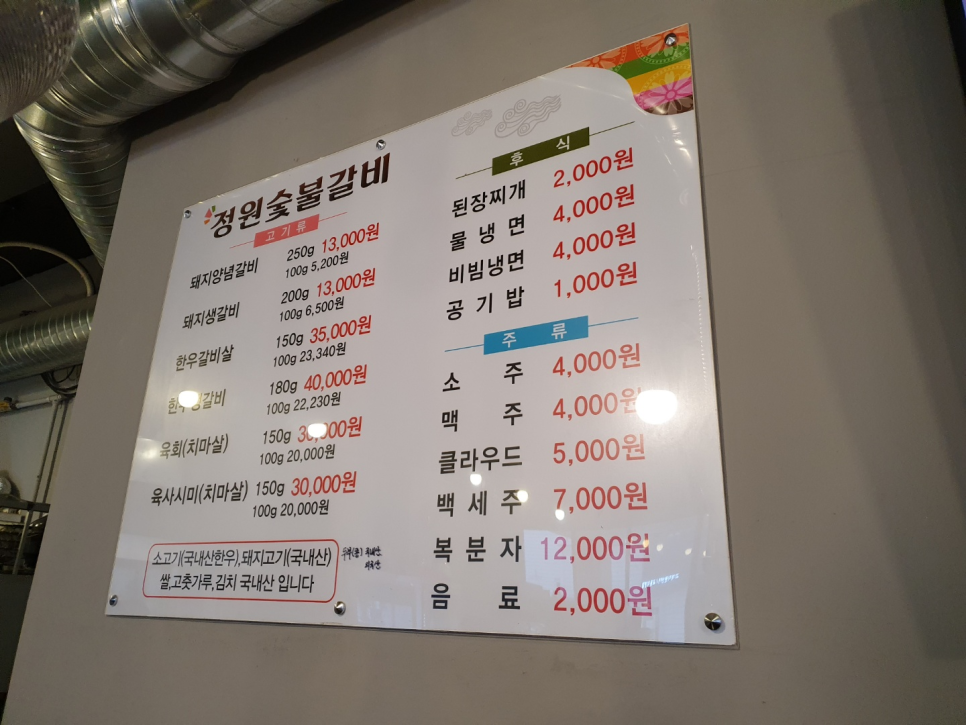 정원숯불갈비
고기류
돼지양념갈비 250g 13,000원
100g 5,200원
돼지생갈비 200g 13,000원
100g 6,500원
한우갈비살 150g 35,000원
100g 23,340원
180g 40,000원
100g 22,230원
육회(치마살) 150g
100g 20,000원
육사시미(치마살) 150g 30,000원
100g 20,000원
소고기(국내산한우),돼지고기(국내산)
쌀,고춧가루,김치 국내산 입니다
후식
된장찌개 2,000원
물냉면 4,000원
비빔냉면 4,000원
공기밥 1,000원
주류
소주 4,000원
맥주 4,000원
클라우드 5,000원
백세주 7,000원
복분자 12,000원
음료 2,000원